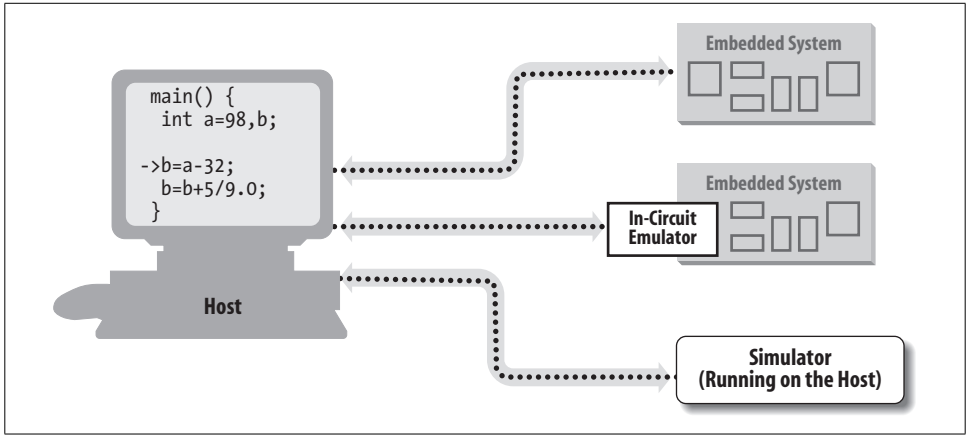 main() {
int a=98,b;
->b=a-32;
b=b+5/9.0;
}
Host
Embedded System
Embedded System
In-Circuit
Emulator
Simulator
(Running on the Host)